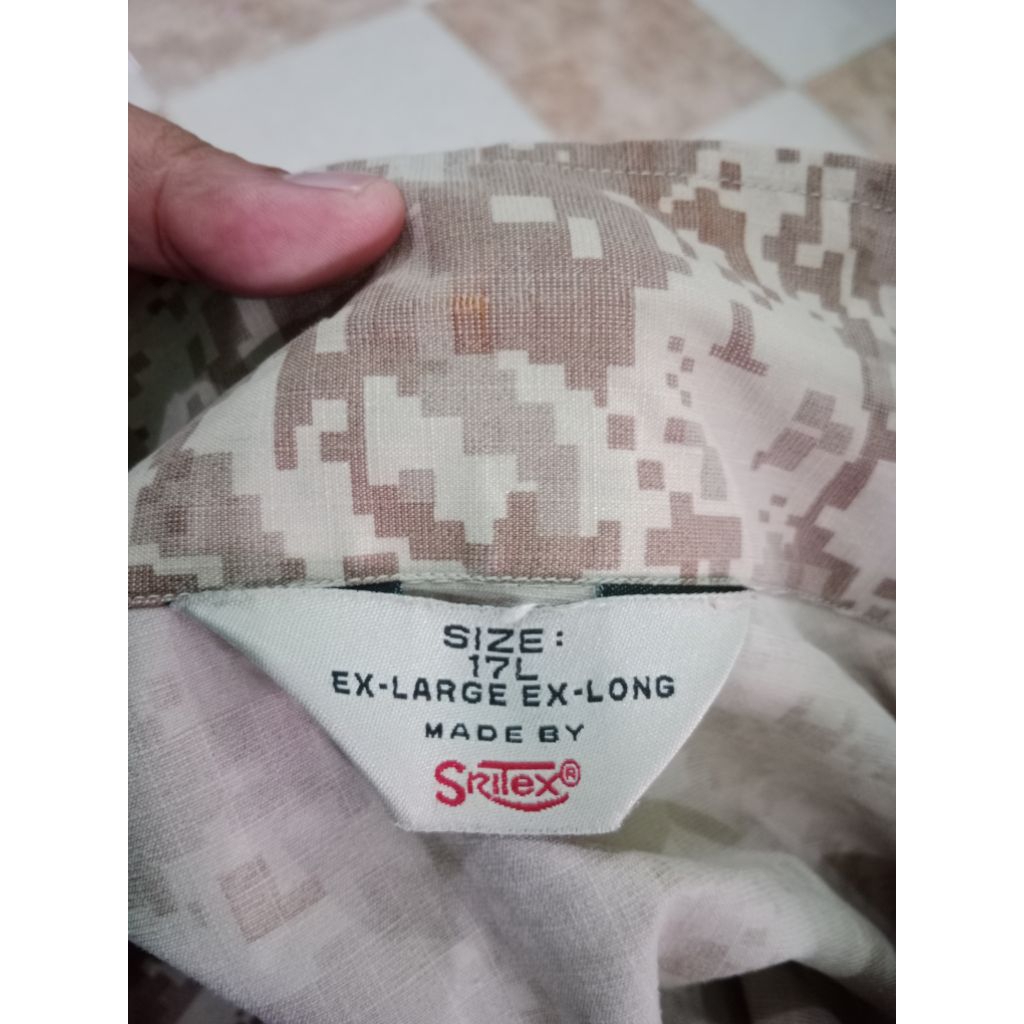 SIZE:
17L
EX-LARGE EX-LONG
MADE BY
SRITex®